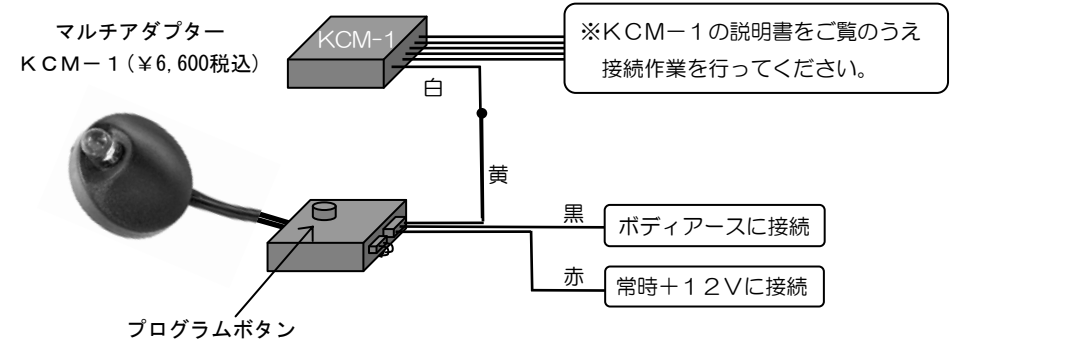 マルチアダプター
ＫＣＭ－１（￥6,600税込）
KCM-1
※ＫＣＭ－１の説明書をご覧のうえ
接続作業を行ってください。
白
黄
黒
ボディアースに接続
赤
常時＋１２Ｖに接続
プログラムボタン